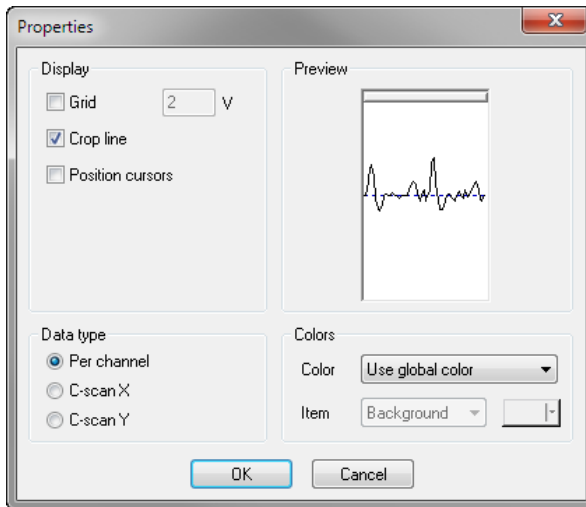 Properties
Display
Grid 2 V
Crop line
Position cursors
Preview
Data type
Per channel
C-scan X
C-scan Y
Colors
Color Use global color
Item Background
OK Cancel